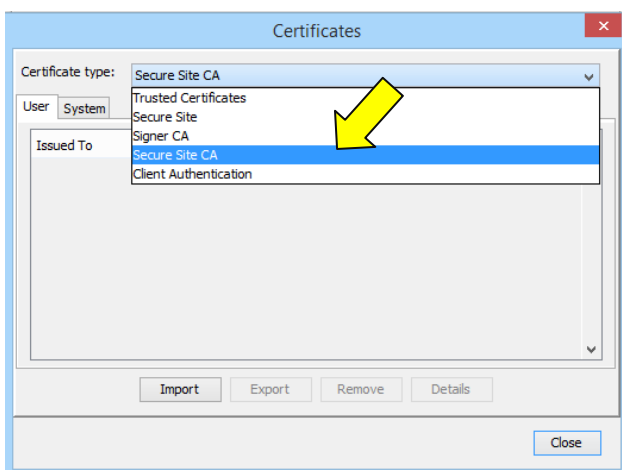 Certificates
Certificate type: Secure Site CA
Trusted Certificates
User System
Secure Site
Signer CA
Issued To
Secure Site CA
Client Authentication
Import Export Remove Details
Close